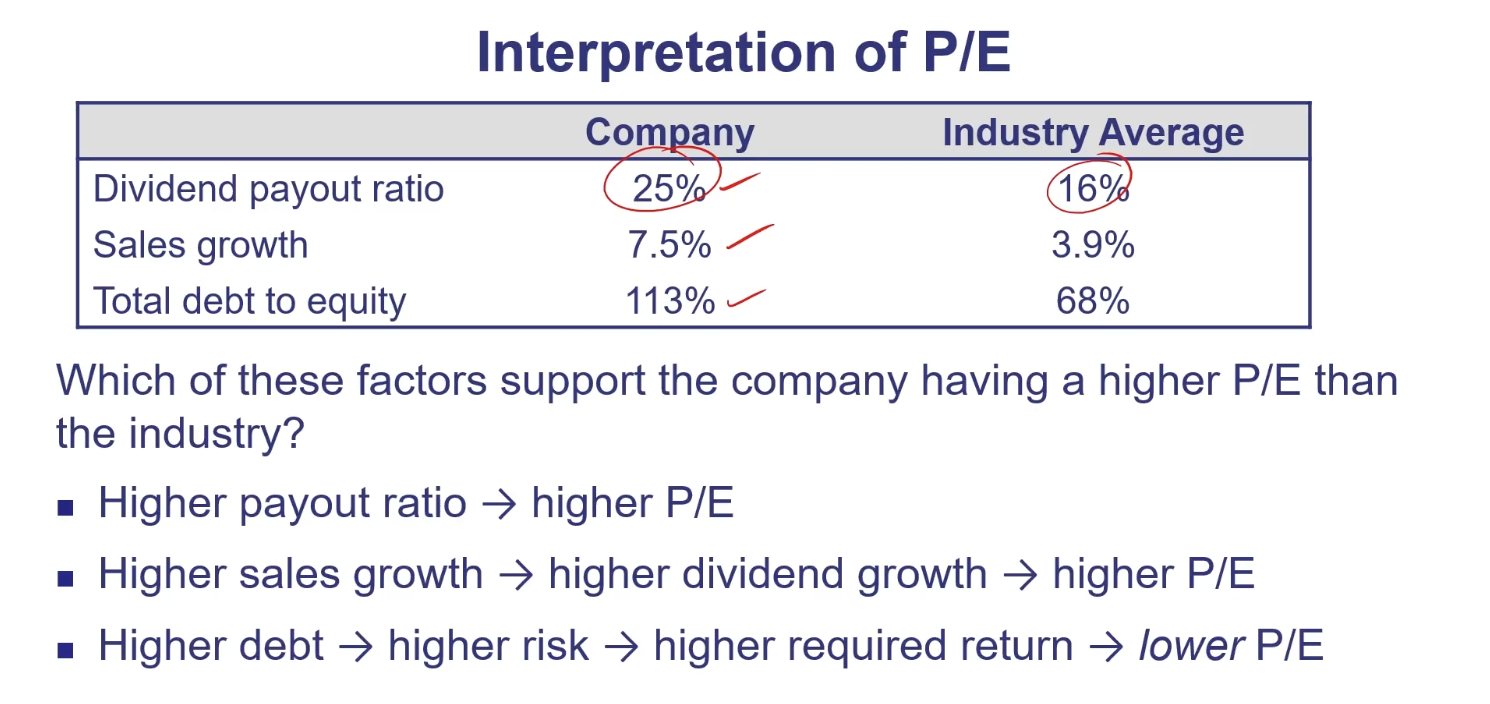 Interpretation of P/E
Company Industry Average
Dividend payout ratio 25% 16%
Sales growth 7.5% 3.9%
Total debt to equity 113% 68%
Which of these factors support the company having a higher P/E than
the industry?
■ Higher payout ratio → higher P/E
■ Higher sales growth → higher dividend growth → higher P/E
■ Higher debt → higher risk → higher required return → lower P/E